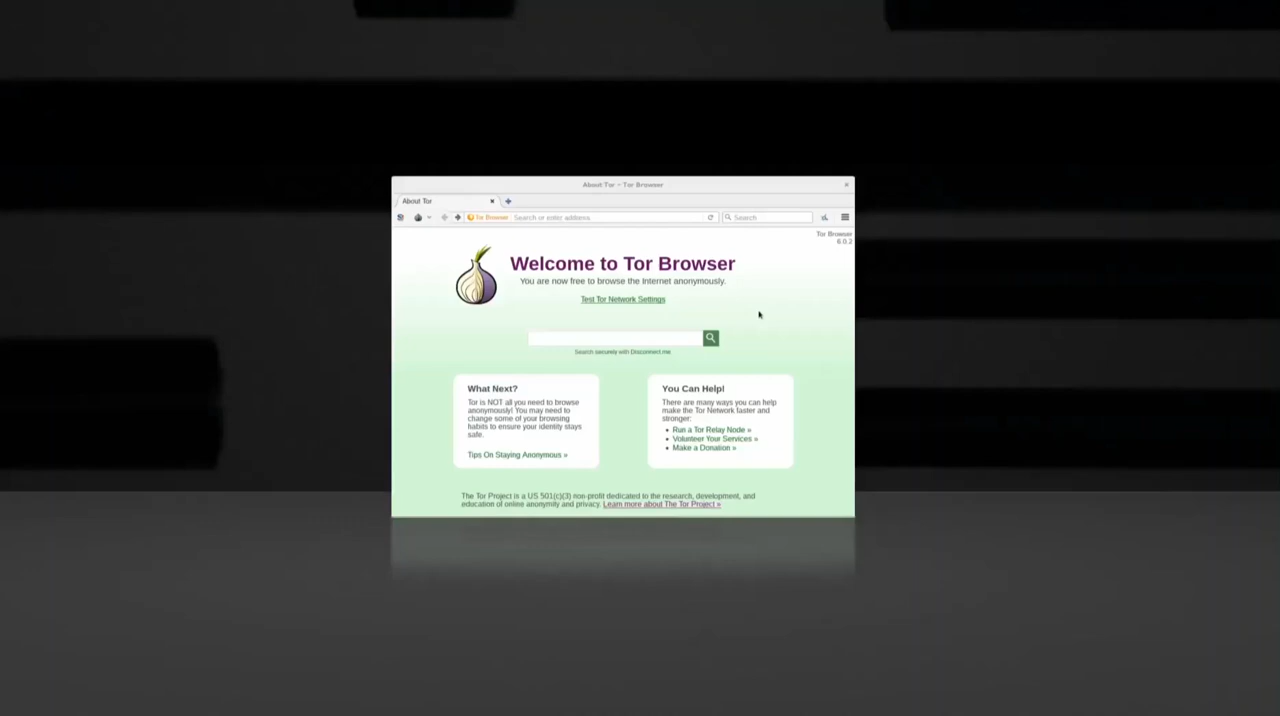 About Tor - Tor Browser
About Tor
Tor Browser Search or enter address Search
Tor Browser
6.0.2
Welcome to Tor Browser
You are now free to browse the Internet anonymously.
Test Tor Network Settings
Search securely with Disconnect.me.
What Next?
Tor is NOT all you need to browse
anonymously! You may need to
change some of your browsing
habits to ensure your identity stays
safe.
Tips On Staying Anonymous »
You Can Help!
There are many ways you can help
make the Tor Network faster and
stronger:
Run a Tor Relay Node »
Volunteer Your Services »
Make a Donation »
The Tor Project is a US 501(c)(3) non-profit dedicated to the research, development, and
education of online anonymity and privacy. Learn more about The Tor Project »